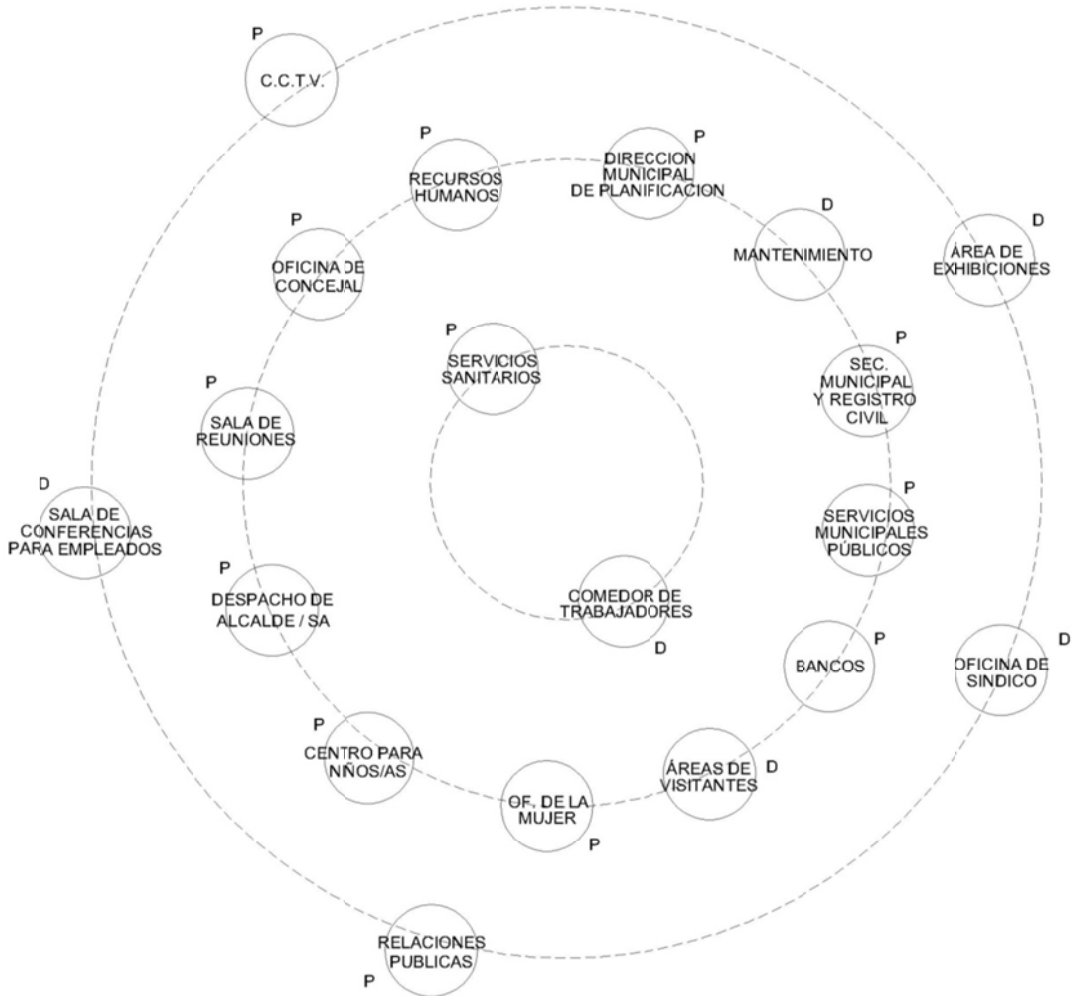 P
C.C.T.V.
P
RECURSOS
HUMANOS
P
DIRECCION
MUNICIPAL
DE PLANIFICACION
D
MANTENIMIENTO
D
ÁREA DE
EXHIBICIONES
P
OFICINA DE
CONCEJAL
P
SERVICIOS
SANITARIOS
P
SEC.
MUNICIPAL
Y REGISTRO
CIVIL
P
SALA DE
REUNIONES
D
SALA DE
CONFERENCIAS
PARA EMPLEADOS
P
SERVICIOS
MUNICIPALES
PÚBLICOS
P
DESPACHO DE
ALCALDE / SA
COMEDOR DE
TRABAJADORES
D
P
BANCOS
D
OFICINA DE
SINDICO
P
CENTRO PARA
NIÑOS/AS
OF. DE LA
MUJER
P
ÁREAS DE
VISITANTES
D
RELACIONES
PUBLICAS
P